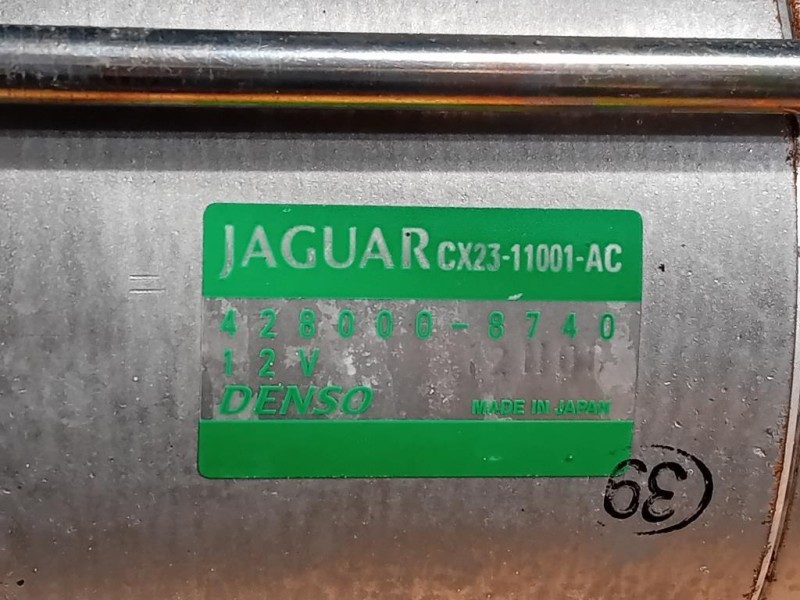 JAGUAR CX23-11001-AC
428000-8740
12V
DENSO MADE IN JAPAN
39